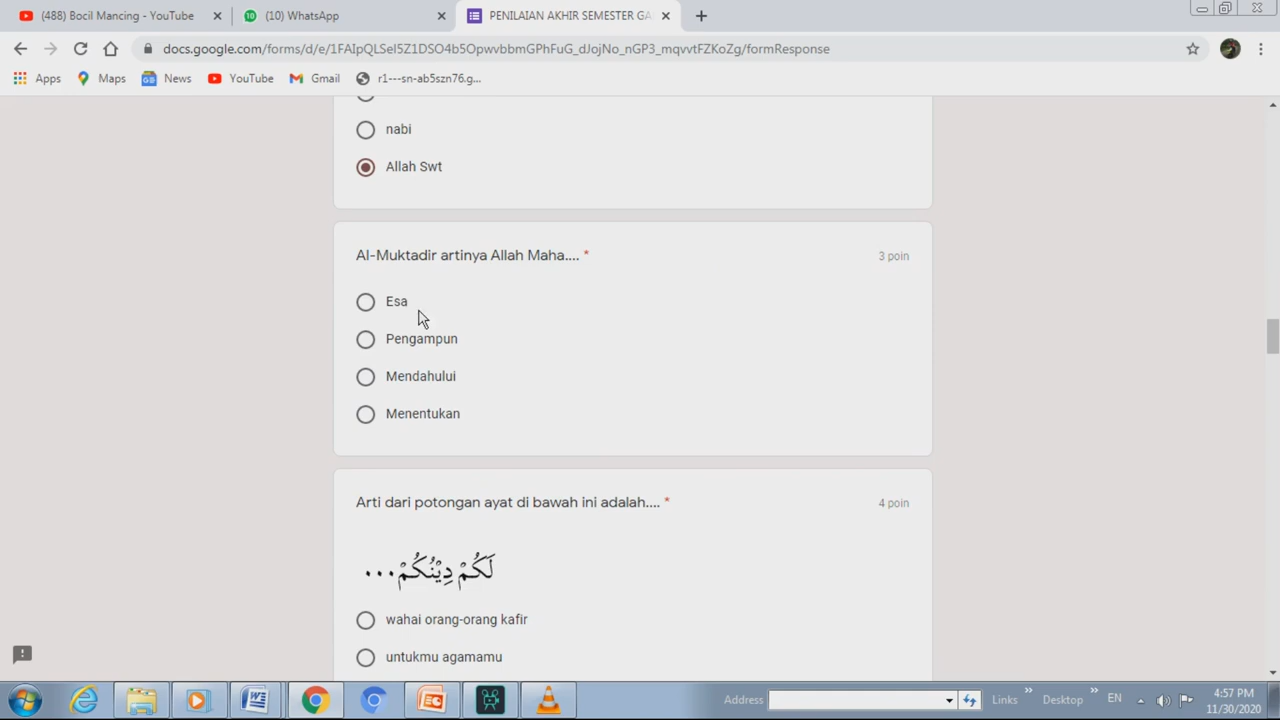 (488) Bocil Mancing - YouTube
(10) WhatsApp
PENILAIAN AKHIR SEMESTER GA
docs.google.com/forms/d/e/1FAIpQLSel5Z1DSO4b5OpwvbbmGPhFuG_dJojNo_nGP3_mqvvtFZKoZg/formResponse
Apps
Maps
News
YouTube
Gmail
r1---sn-ab5szn76.g...
nabi
Allah Swt
Al-Muktadir artinya Allah Maha.... *
3 poin
Esa
Pengampun
Mendahului
Menentukan
Arti dari potongan ayat di bawah ini adalah.... *
4 poin
لَكُمْ دِيْنُكُمْ...
wahai orang-orang kafir
untukmu agamamu
Address
Links
Desktop
EN
4:57 PM
11/30/2020